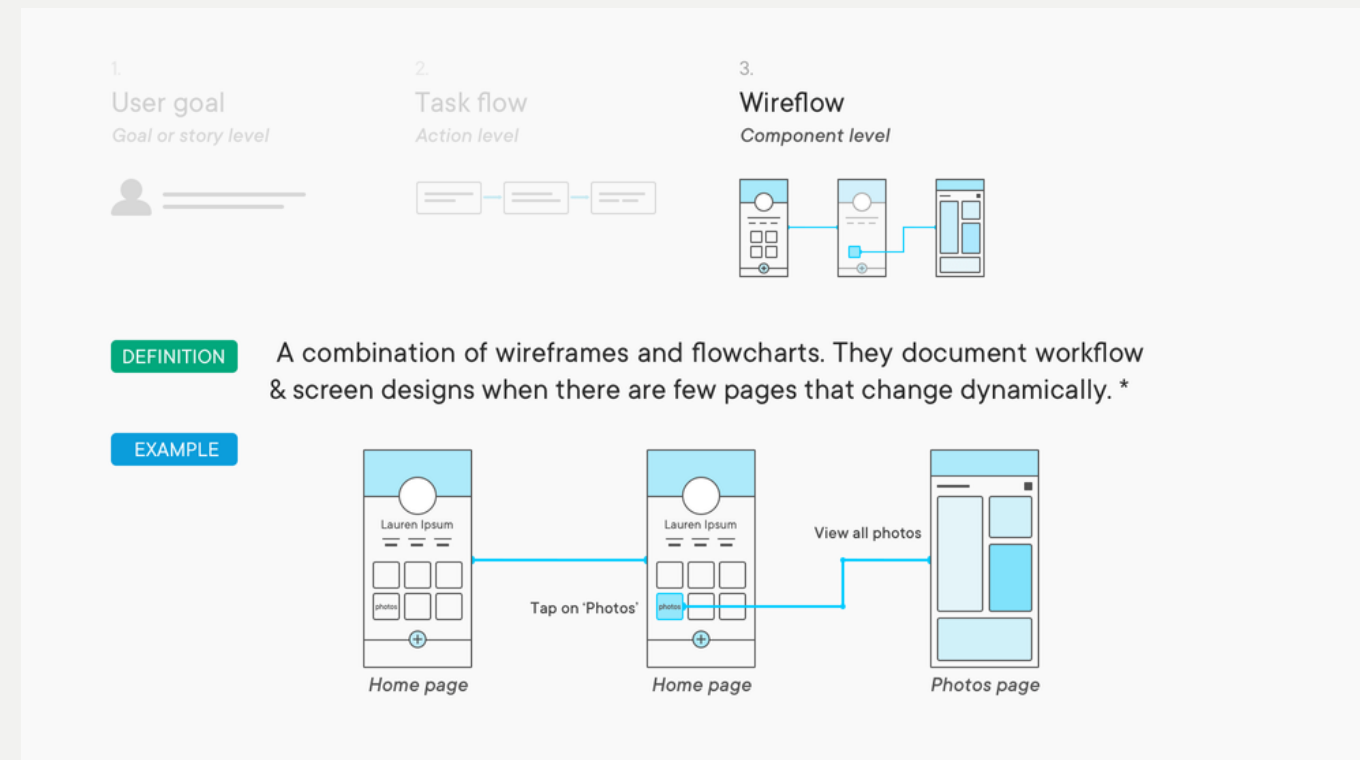 1.
User goal
Goal or story level
2.
Task flow
Action level
3.
Wireflow
Component level
DEFINITION
A combination of wireframes and flowcharts. They document workflow
& screen designs when there are few pages that change dynamically. *
EXAMPLE
Lauren Ipsum
photos
Home page
Tap on ‘Photos’
Lauren Ipsum
photos
Home page
View all photos
Photos page